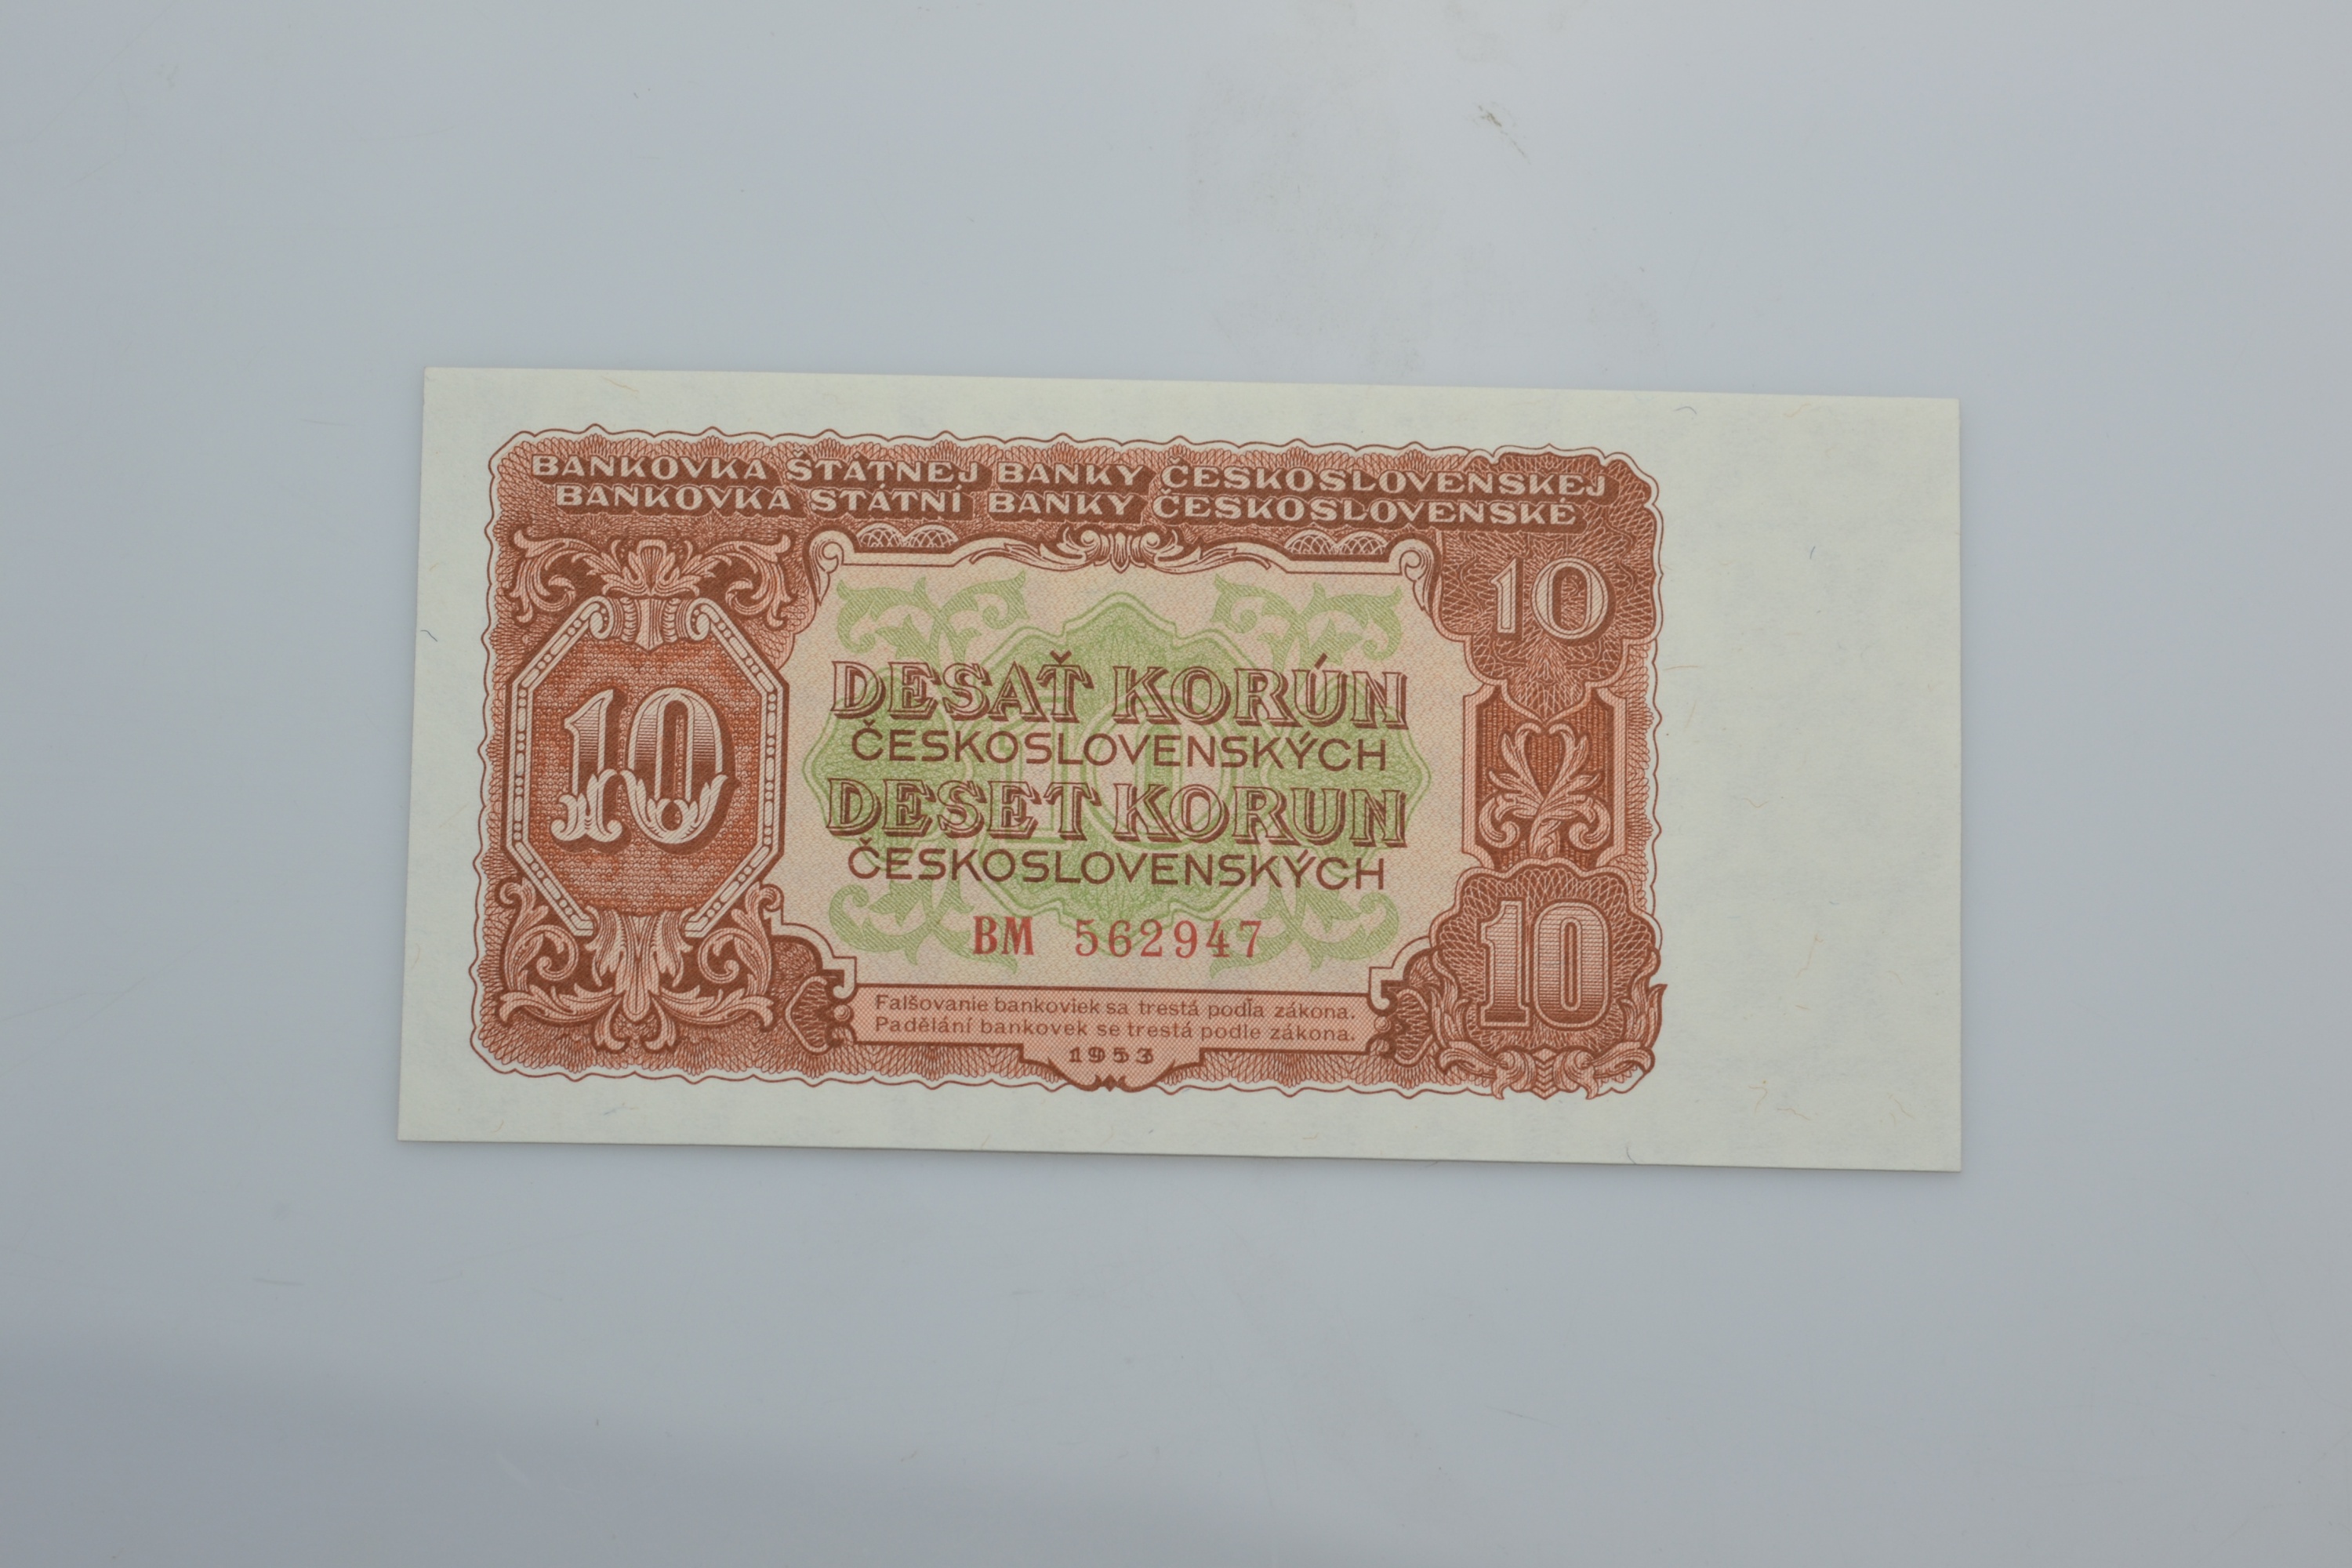 BANKOVKA ŠTÁTNEJ BANKY ČESKOSLOVENSKEJ
BANKOVKA STÁTNÍ BANKY ČESKOSLOVENSKÉ
10
10
DESAŤ KORÚN
ČESKOSLOVENSKÝCH
DESET KORUN
ČESKOSLOVENSKÝCH
10
BM 562947
10
Falšovanie bankoviek sa trestá podľa zákona.
Padělání bankovek se trestá podle zákona.
1953